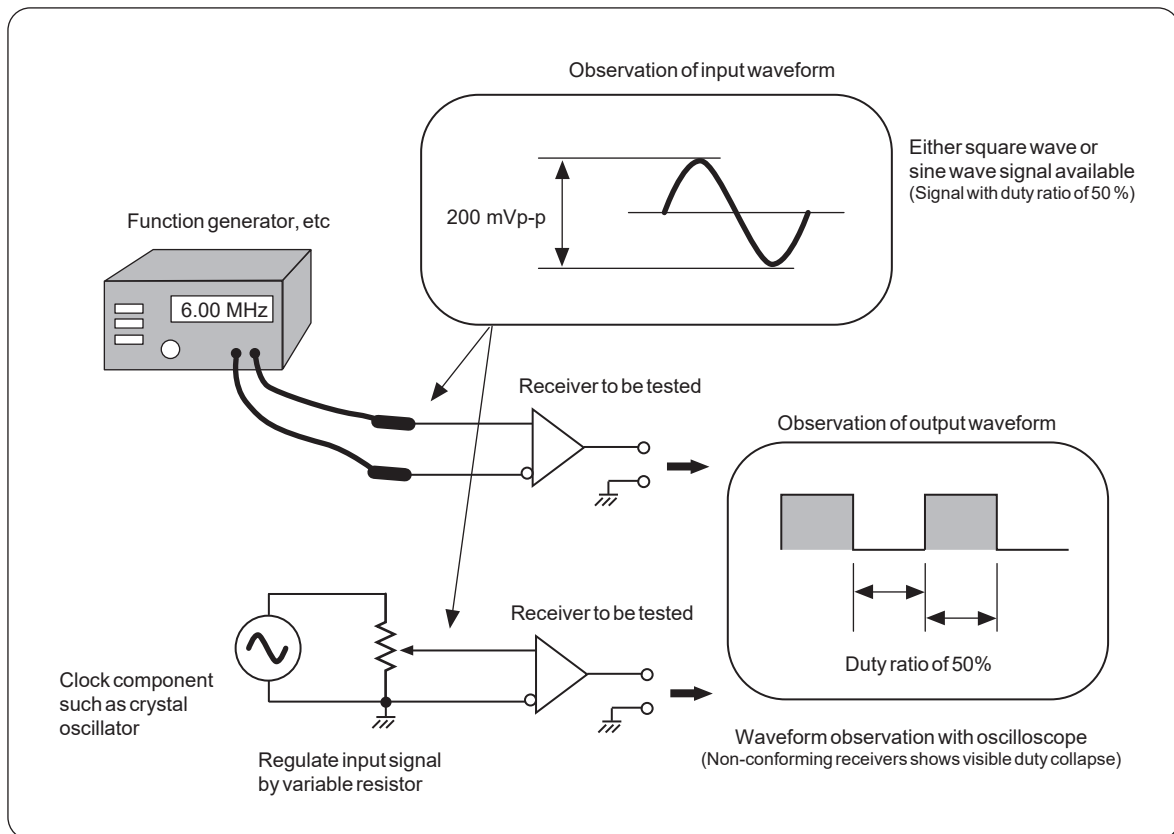 Observation of input waveform
Either square wave or
sine wave signal available
(Signal with duty ratio of 50 %)
200 mVp-p
Function generator, etc
6.00 MHz
Receiver to be tested
Observation of output waveform
Duty ratio of 50%
Receiver to be tested
Clock component
such as crystal
oscillator
Regulate input signal
by variable resistor
Waveform observation with oscilloscope
(Non-conforming receivers shows visible duty collapse)